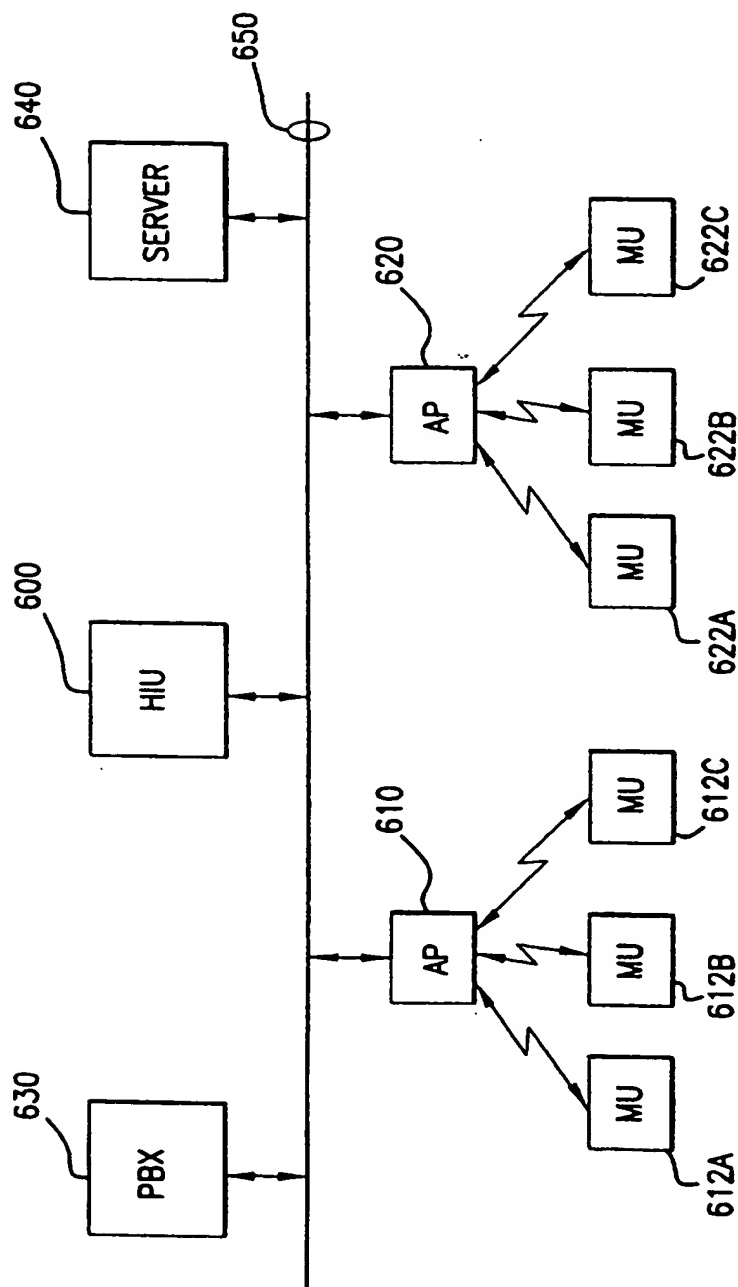 630
PBX
600
HIU
640
SERVER
650
610
AP
620
AP
MU
612A
MU
612B
MU
612C
MU
622A
MU
622B
MU
622C